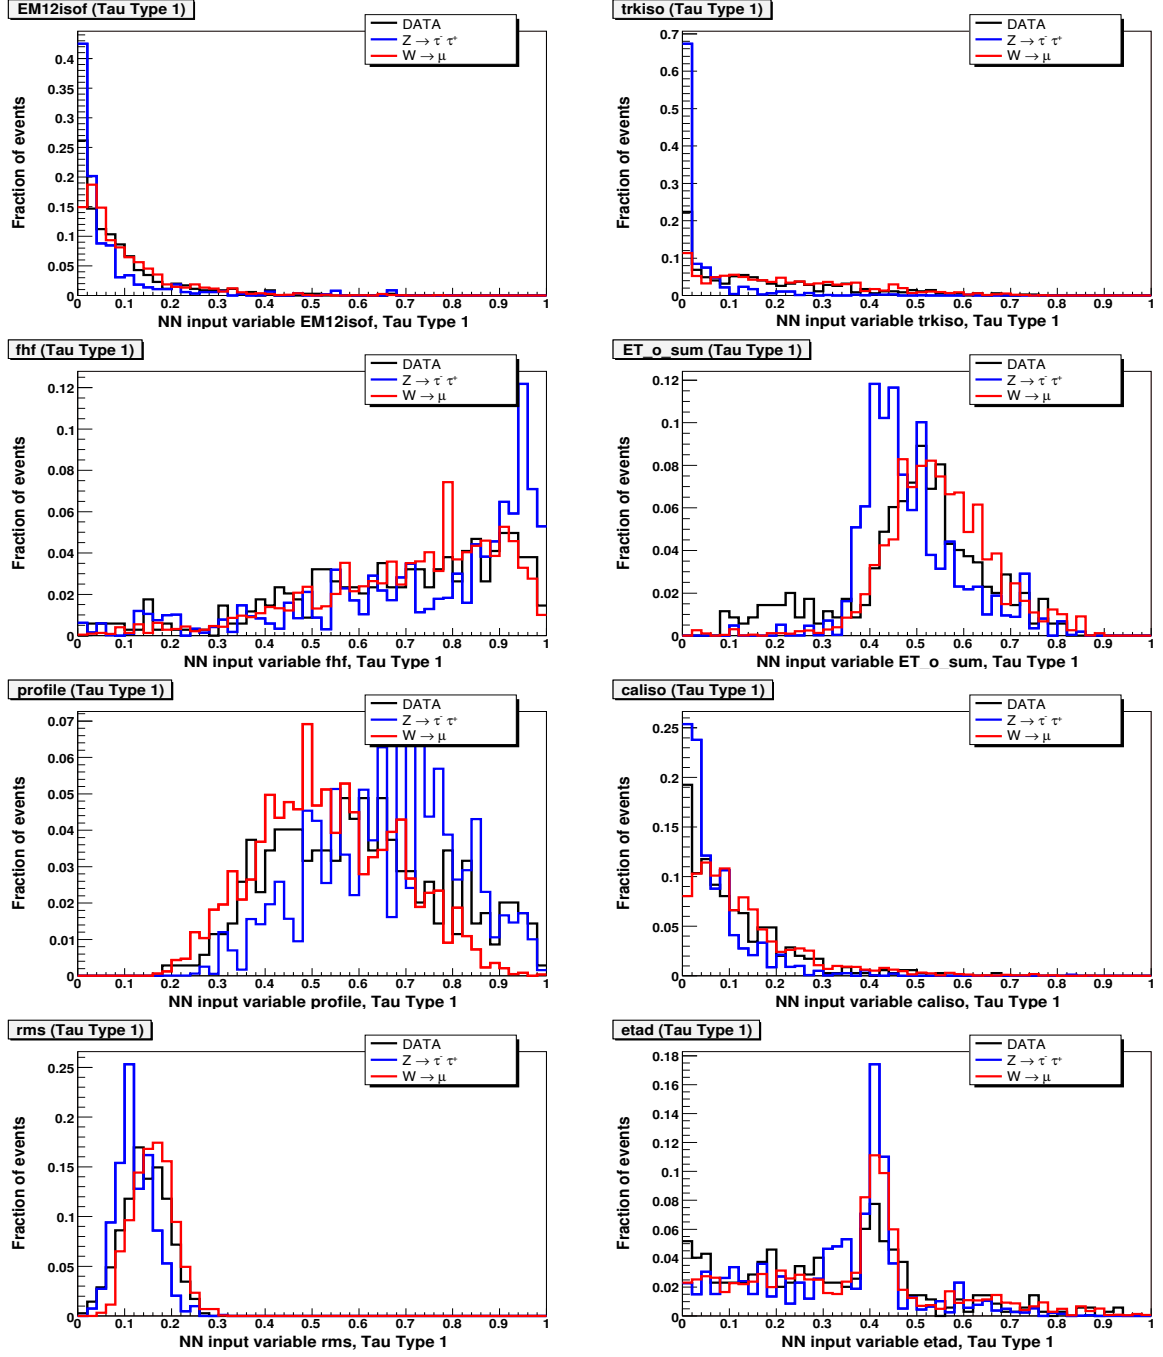 EM12isof (Tau Type 1)
DATA
Z → τ⁻ τ⁺
W → μ
Fraction of events
0.4
0.35
0.3
0.25
0.2
0.15
0.1
0.05
0
0 0.1 0.2 0.3 0.4 0.5 0.6 0.7 0.8 0.9 1
NN input variable EM12isof, Tau Type 1
trkiso (Tau Type 1)
DATA
Z → τ⁻ τ⁺
W → μ
Fraction of events
0.7
0.6
0.5
0.4
0.3
0.2
0.1
0
0 0.1 0.2 0.3 0.4 0.5 0.6 0.7 0.8 0.9 1
NN input variable trkiso, Tau Type 1
fhf (Tau Type 1)
DATA
Z → τ⁻ τ⁺
W → μ
Fraction of events
0.12
0.1
0.08
0.06
0.04
0.02
0
0 0.1 0.2 0.3 0.4 0.5 0.6 0.7 0.8 0.9 1
NN input variable fhf, Tau Type 1
ET_o_sum (Tau Type 1)
DATA
Z → τ⁻ τ⁺
W → μ
Fraction of events
0.12
0.1
0.08
0.06
0.04
0.02
0
0 0.1 0.2 0.3 0.4 0.5 0.6 0.7 0.8 0.9 1
NN input variable ET_o_sum, Tau Type 1
profile (Tau Type 1)
DATA
Z → τ⁻ τ⁺
W → μ
Fraction of events
0.07
0.06
0.05
0.04
0.03
0.02
0.01
0
0 0.1 0.2 0.3 0.4 0.5 0.6 0.7 0.8 0.9 1
NN input variable profile, Tau Type 1
caliso (Tau Type 1)
DATA
Z → τ⁻ τ⁺
W → μ
Fraction of events
0.25
0.2
0.15
0.1
0.05
0
0 0.1 0.2 0.3 0.4 0.5 0.6 0.7 0.8 0.9 1
NN input variable caliso, Tau Type 1
rms (Tau Type 1)
DATA
Z → τ⁻ τ⁺
W → μ
Fraction of events
0.25
0.2
0.15
0.1
0.05
0
0 0.1 0.2 0.3 0.4 0.5 0.6 0.7 0.8 0.9 1
NN input variable rms, Tau Type 1
etad (Tau Type 1)
DATA
Z → τ⁻ τ⁺
W → μ
Fraction of events
0.18
0.16
0.14
0.12
0.1
0.08
0.06
0.04
0.02
0
0 0.1 0.2 0.3 0.4 0.5 0.6 0.7 0.8 0.9 1
NN input variable etad, Tau Type 1